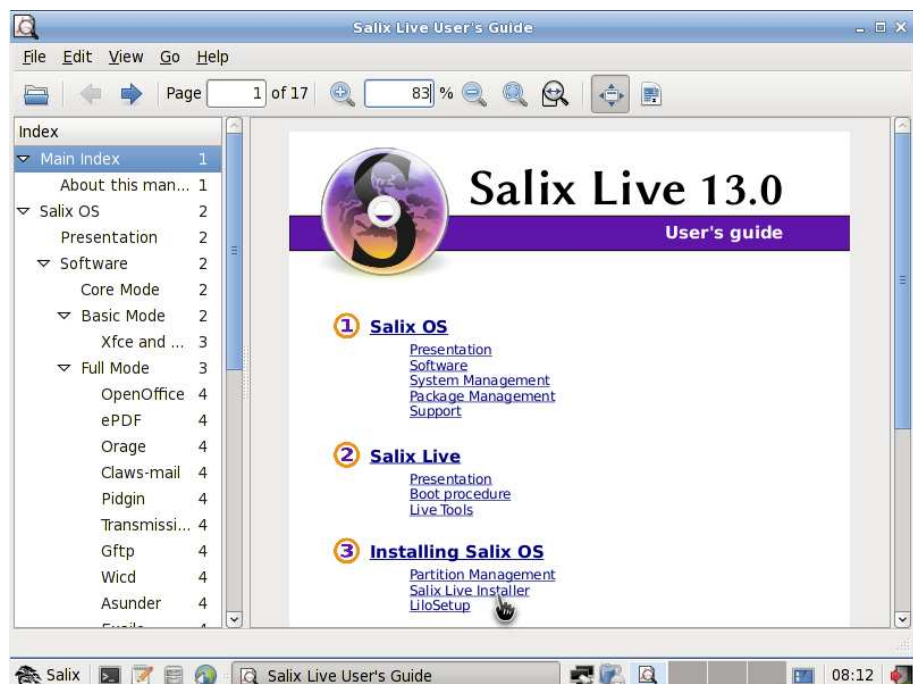 Salix Live User's Guide
File Edit View Go Help
Page 1 of 17 83 %
Index
Main Index 1
About this man... 1
Salix OS 2
Presentation 2
Software 2
Core Mode 2
Basic Mode 2
Xfce and ... 3
Full Mode 3
OpenOffice 4
ePDF 4
Orage 4
Claws-mail 4
Pidgin 4
Transmissi... 4
Gftp 4
Wicd 4
Asunder 4
S
Salix Live 13.0
User's guide
1 Salix OS
Presentation
Software
System Management
Package Management
Support
2 Salix Live
Presentation
Boot procedure
Live Tools
3 Installing Salix OS
Partition Management
Salix Live Installer
LiloSetup
Salix Salix Live User's Guide 08:12